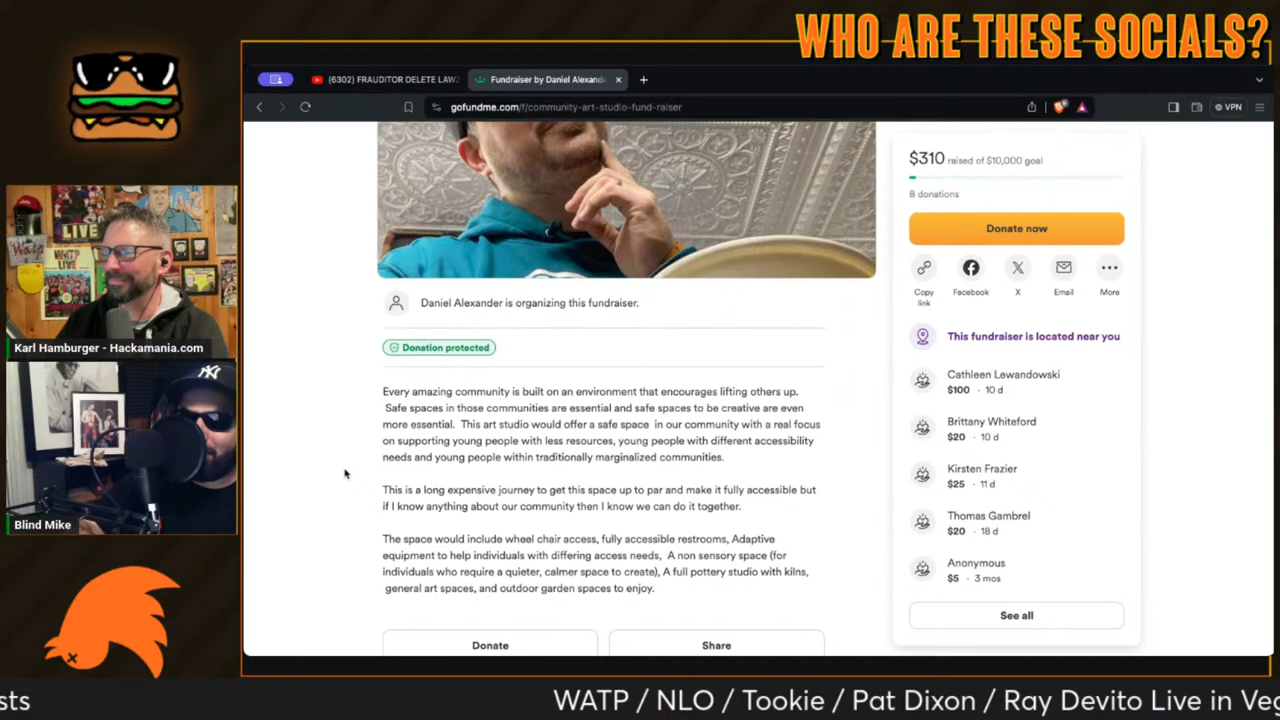 WHO ARE THESE SOCIALS?
(6302) FRAUDITOR DELETE LAWZ
Fundraiser by Daniel Alexand
gofundme.com/f/community-art-studio-fund-raiser
VPN
LIVE
WATP
LIVE
Karl Hamburger - Hackamania.com
Blind Mike
Daniel Alexander is organizing this fundraiser.
Donation protected
Every amazing community is built on an environment that encourages lifting others up.
Safe spaces in those communities are essential and safe spaces to be creative are even
more essential. This art studio would offer a safe space in our community with a real focus
on supporting young people with less resources, young people with different accessibility
needs and young people within traditionally marginalized communities.
This is a long expensive journey to get this space up to par and make it fully accessible but
if I know anything about our community then I know we can do it together.
The space would include wheel chair access, fully accessible restrooms, Adaptive
equipment to help individuals with differing access needs, A non sensory space (for
individuals who require a quieter, calmer space to create), A full pottery studio with kilns,
general art spaces, and outdoor garden spaces to enjoy.
Donate
Share
$310 raised of $10,000 goal
8 donations
Donate now
Copy link
Facebook
X
Email
More
This fundraiser is located near you
Cathleen Lewandowski
$100 · 10 d
Brittany Whiteford
$20 · 10 d
Kirsten Frazier
$25 · 11 d
Thomas Gambrel
$20 · 18 d
Anonymous
$5 · 3 mos
See all
sts
WATP / NLO / Tookie / Pat Dixon / Ray Devito Live in Veg